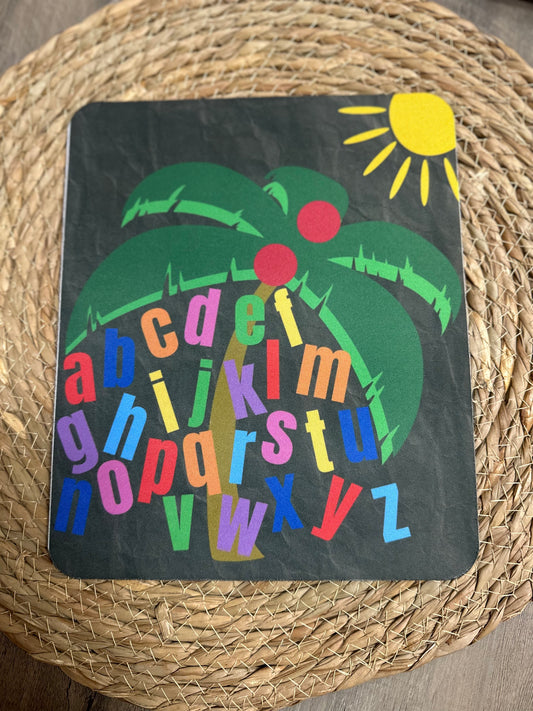 abcdef
ghijklm
nopqrstu
vwxyz